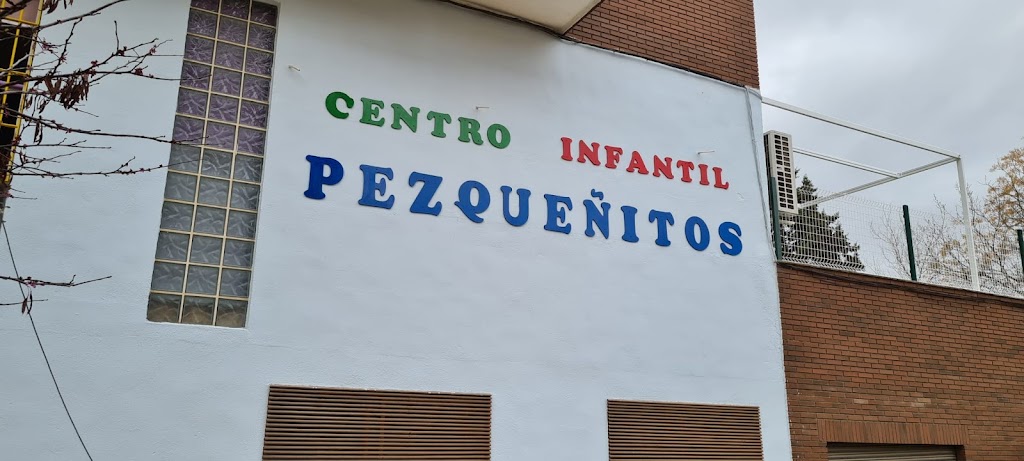 CENTRO INFANTIL
PEZQUEÑITOS